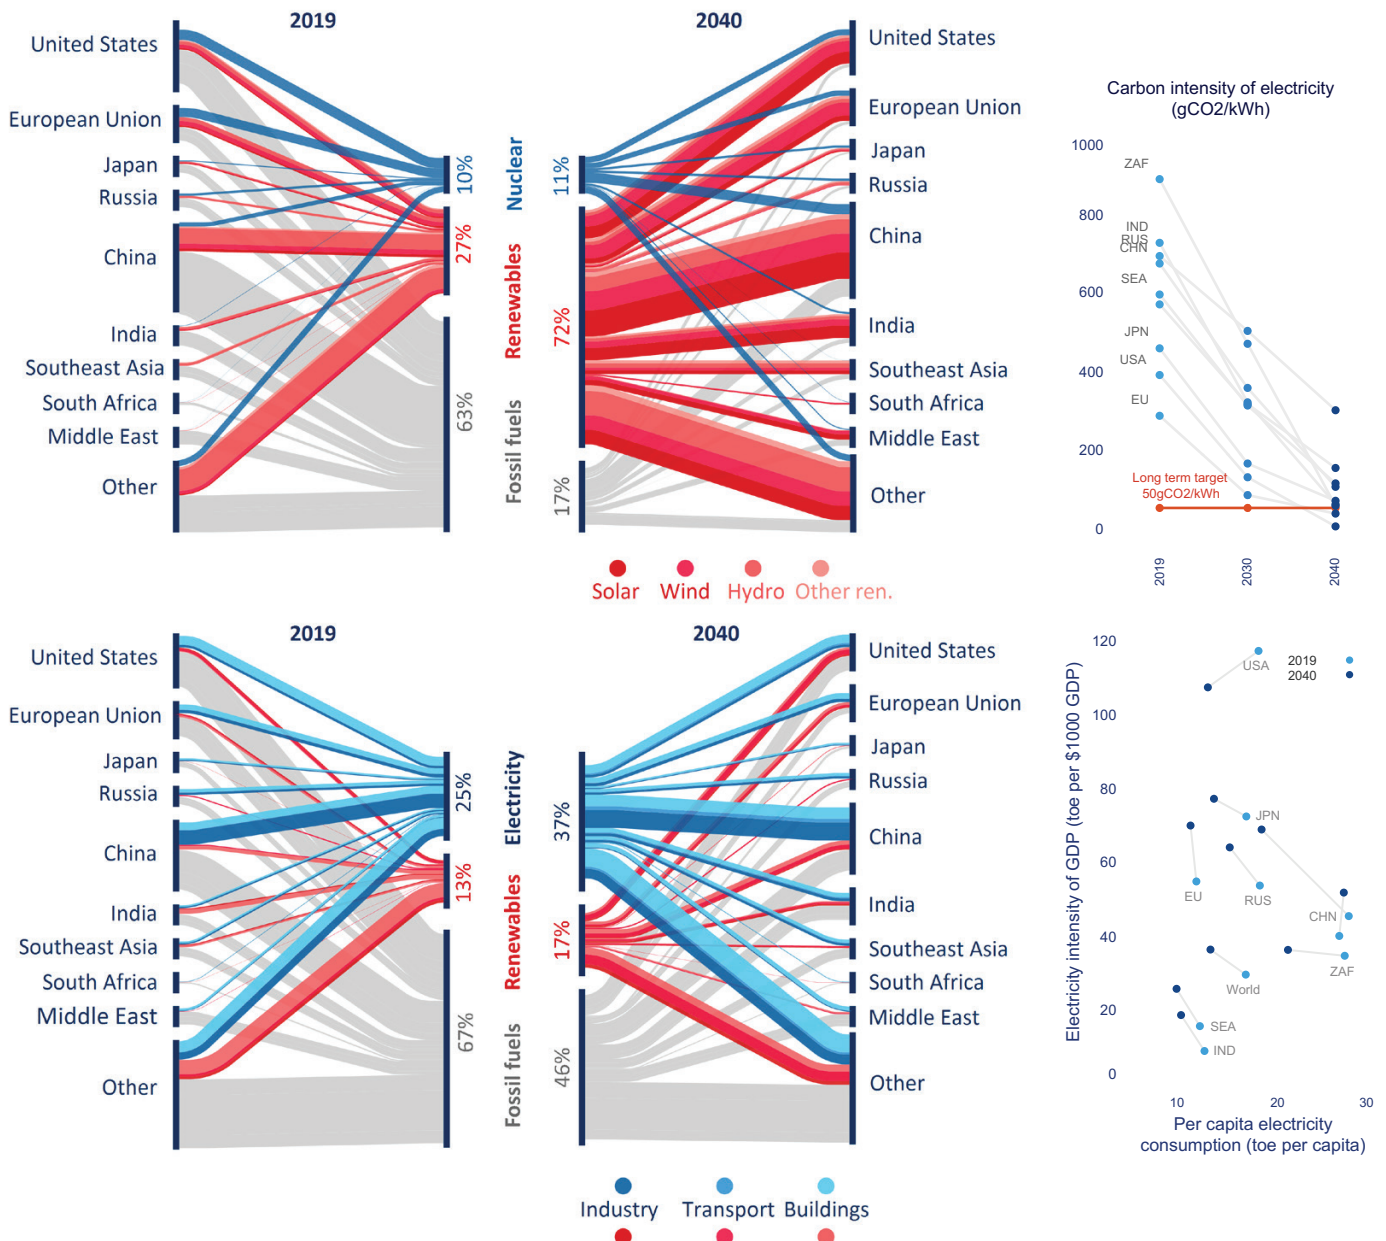 2019
United States
European Union
Japan
Russia
China
India
Southeast Asia
South Africa
Middle East
Other
10%
27%
63%
Nuclear
Renewables
Fossil fuels
2040
11%
72%
17%
United States
European Union
Japan
Russia
China
India
Southeast Asia
South Africa
Middle East
Other
Solar
Wind
Hydro
Other ren.
Carbon intensity of electricity
(gCO2/kWh)
1000
800
600
400
200
0
ZAF
IND
RUS
CHN
SEA
JPN
USA
EU
Long term target
50gCO2/kWh
2019
2030
2040
2019
United States
European Union
Japan
Russia
China
India
Southeast Asia
South Africa
Middle East
Other
25%
13%
67%
Electricity
Renewables
Fossil fuels
2040
37%
17%
46%
United States
European Union
Japan
Russia
China
India
Southeast Asia
South Africa
Middle East
Other
Industry
Transport
Buildings
Electricity intensity of GDP (toe per $1000 GDP)
120
100
80
60
40
20
0
2019
2040
USA
JPN
EU
RUS
CHN
ZAF
World
SEA
IND
10
20
30
Per capita electricity
consumption (toe per capita)